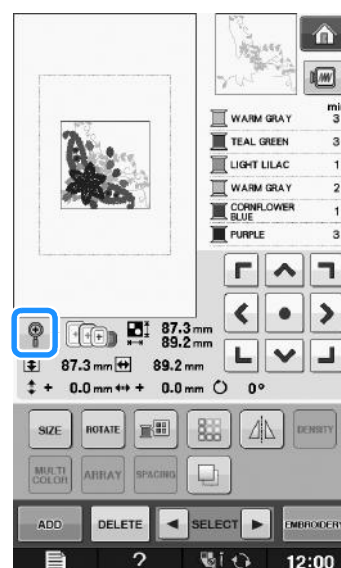 mi
WARM GRAY 3
TEAL GREEN 3
LIGHT LILAC 1
WARM GRAY 2
CORNFLOWER
BLUE 1
PURPLE 3
87.3 mm
89.2 mm
87.3 mm 89.2 mm
+ 0.0 mm + 0.0 mm 0°
SIZE ROTATE DENSITY
MULTI
COLOR ARRAY SPACING
ADD DELETE SELECT EMBROIDERY
? 12:00